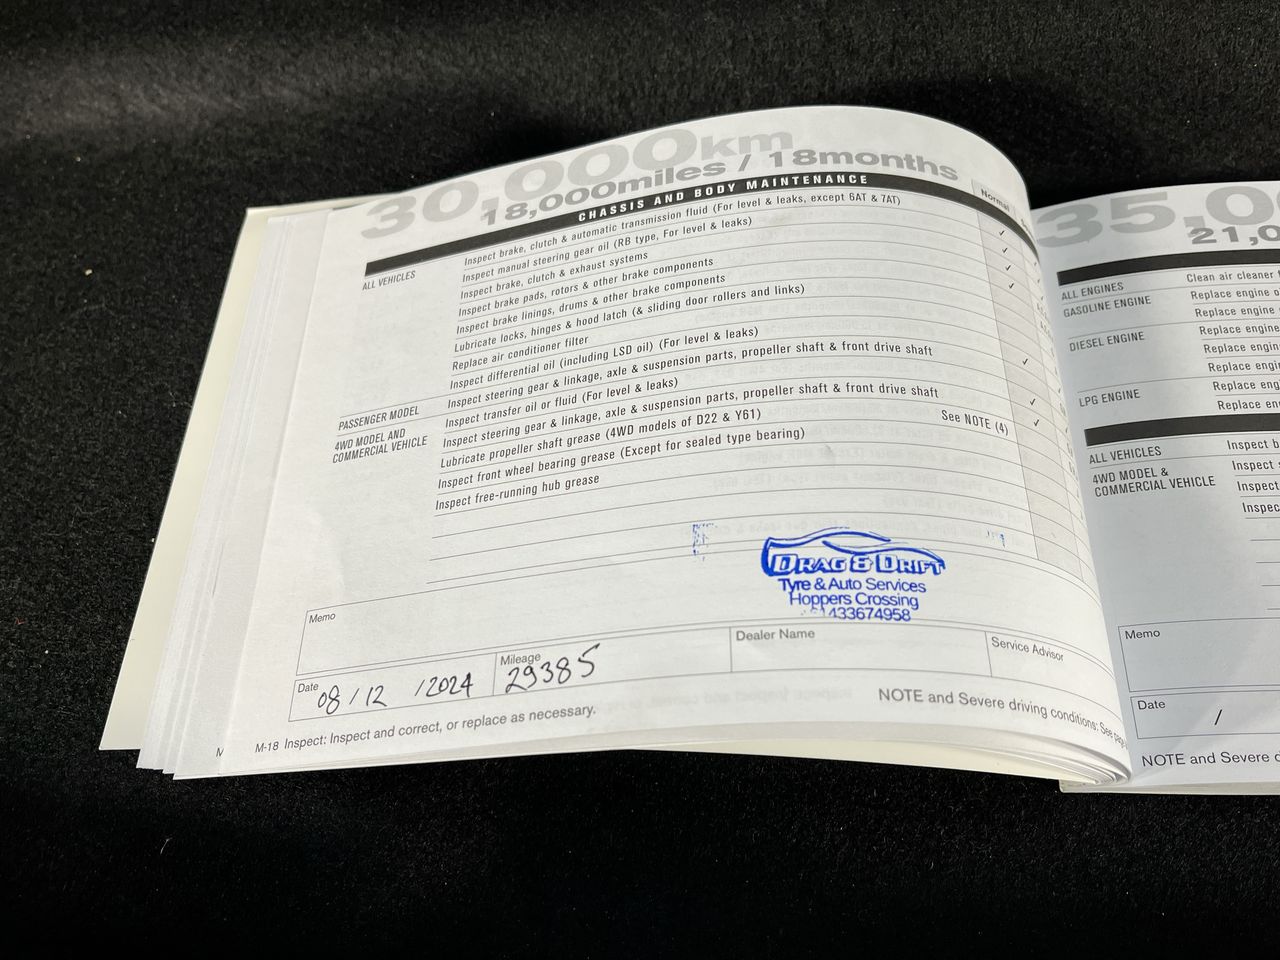 30,000km
18,000miles / 18months
CHASSIS AND BODY MAINTENANCE
Normal
ALL VEHICLES
Inspect brake, clutch & automatic transmission fluid (For level & leaks, except 6AT & 7AT)
✓
Inspect manual steering gear oil (RB type, For level & leaks)
✓
Inspect brake, clutch & exhaust systems
✓
Inspect brake pads, rotors & other brake components
✓
Inspect brake linings, drums & other brake components
Lubricate locks, hinges & hood latch (& sliding door rollers and links)
Replace air conditioner filter
Inspect differential oil (including LSD oil) (For level & leaks)
✓
PASSENGER MODEL
Inspect steering gear & linkage, axle & suspension parts, propeller shaft & front drive shaft
4WD MODEL AND
COMMERCIAL VEHICLE
Inspect transfer oil or fluid (For level & leaks)
✓
Inspect steering gear & linkage, axle & suspension parts, propeller shaft & front drive shaft
✓
Lubricate propeller shaft grease (4WD models of D22 & Y61)
See NOTE (4)
Inspect front wheel bearing grease (Except for sealed type bearing)
Inspect free-running hub grease
DRAG & DRIFT
Tyre & Auto Services
Hoppers Crossing
433674958
Memo
Date
08/12/2024
Mileage
29385
Dealer Name
Service Advisor
M-18 Inspect: Inspect and correct, or replace as necessary.
NOTE and Severe driving conditions: See page
35,0
21,0
ALL ENGINES
Clean air cleaner
GASOLINE ENGINE
Replace engine
Replace engine
DIESEL ENGINE
Replace engine
Replace eng
Replace eng
LPG ENGINE
Replace eng
Replace en
ALL VEHICLES
Inspect b
4WD MODEL &
COMMERCIAL VEHICLE
Inspect
Inspect
Inspec
Memo
Date
/
NOTE and Severe